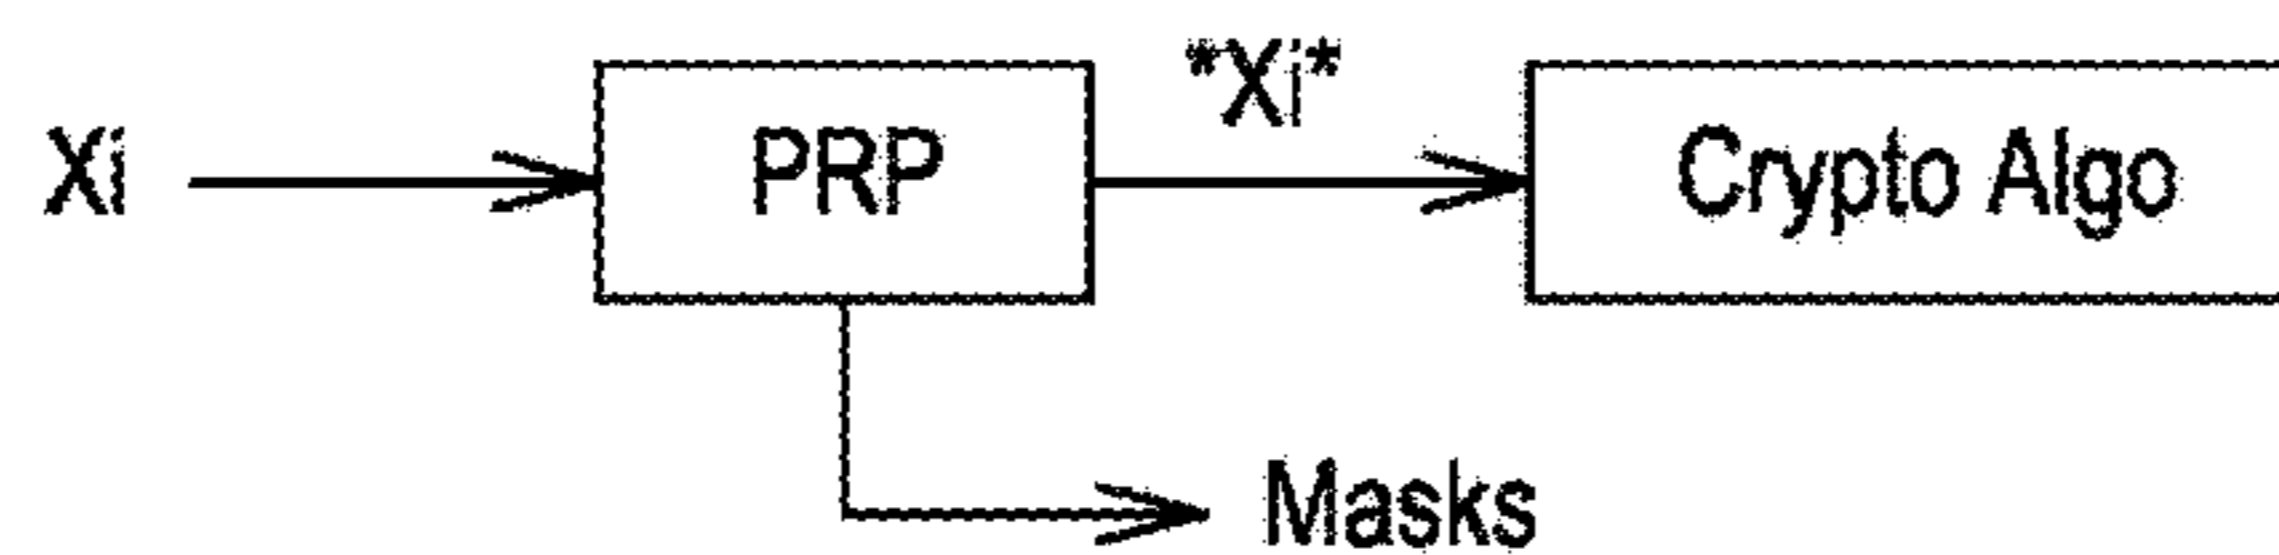 *Xi*
Xi
PRP
Crypto Algo
Masks